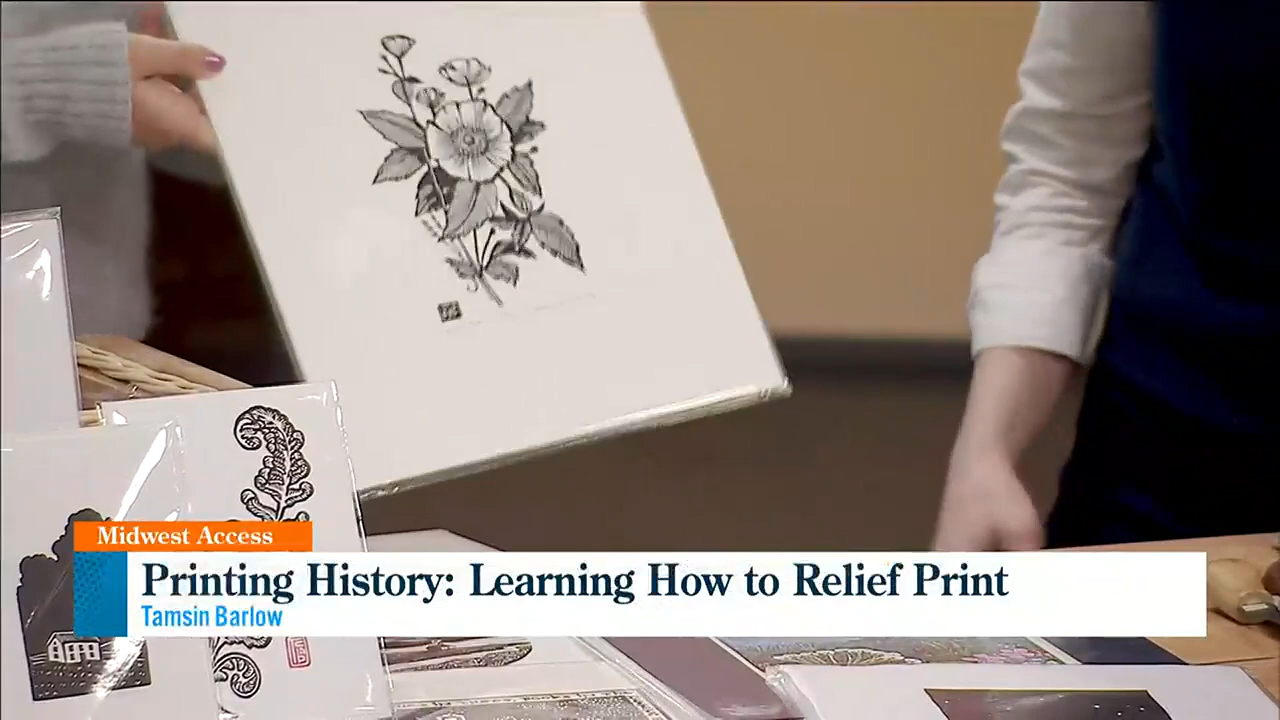 Midwest Access
Printing History: Learning How to Relief Print
Tamsin Barlow